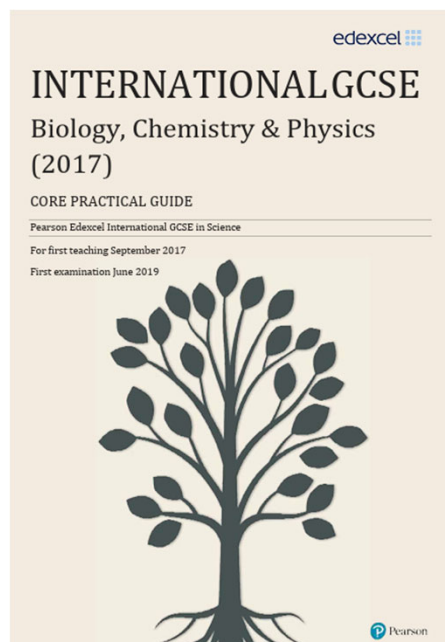 edexcel
INTERNATIONAL GCSE
Biology, Chemistry & Physics
(2017)
CORE PRACTICAL GUIDE
Pearson Edexcel International GCSE in Science
For first teaching September 2017
First examination June 2019
Pearson